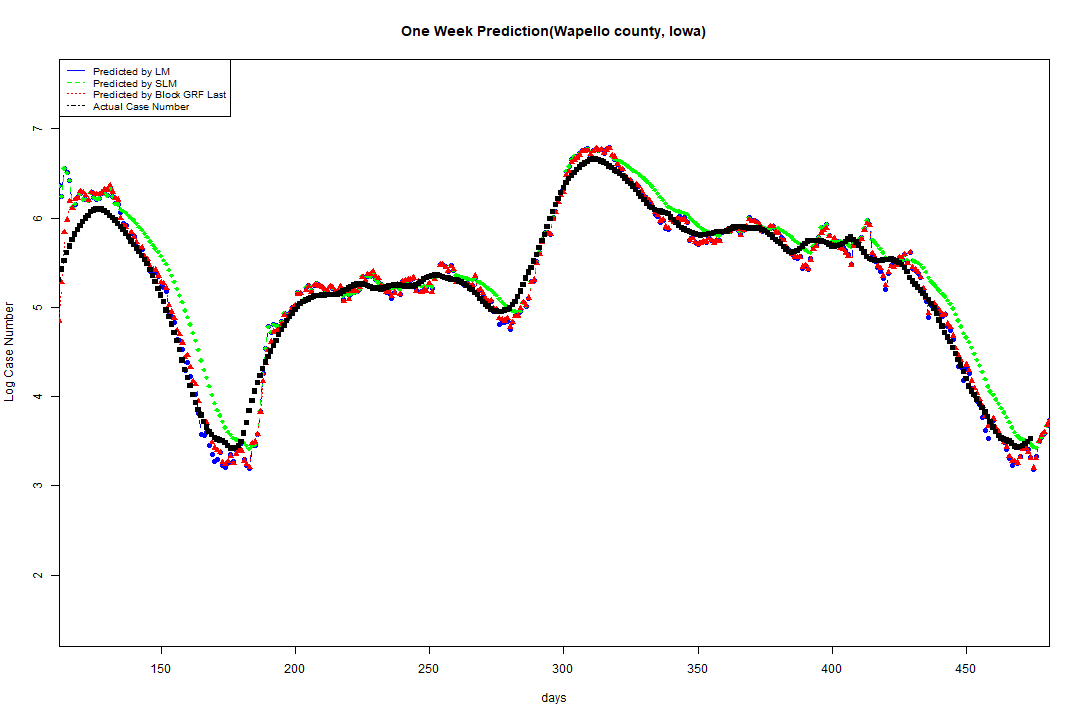 One Week Prediction(Wapello county, Iowa)
Predicted by LM
Predicted by SLM
Predicted by Block GRF Last
Actual Case Number
Log Case Number
7
6
5
4
3
2
150 200 250 300 350 400 450
days